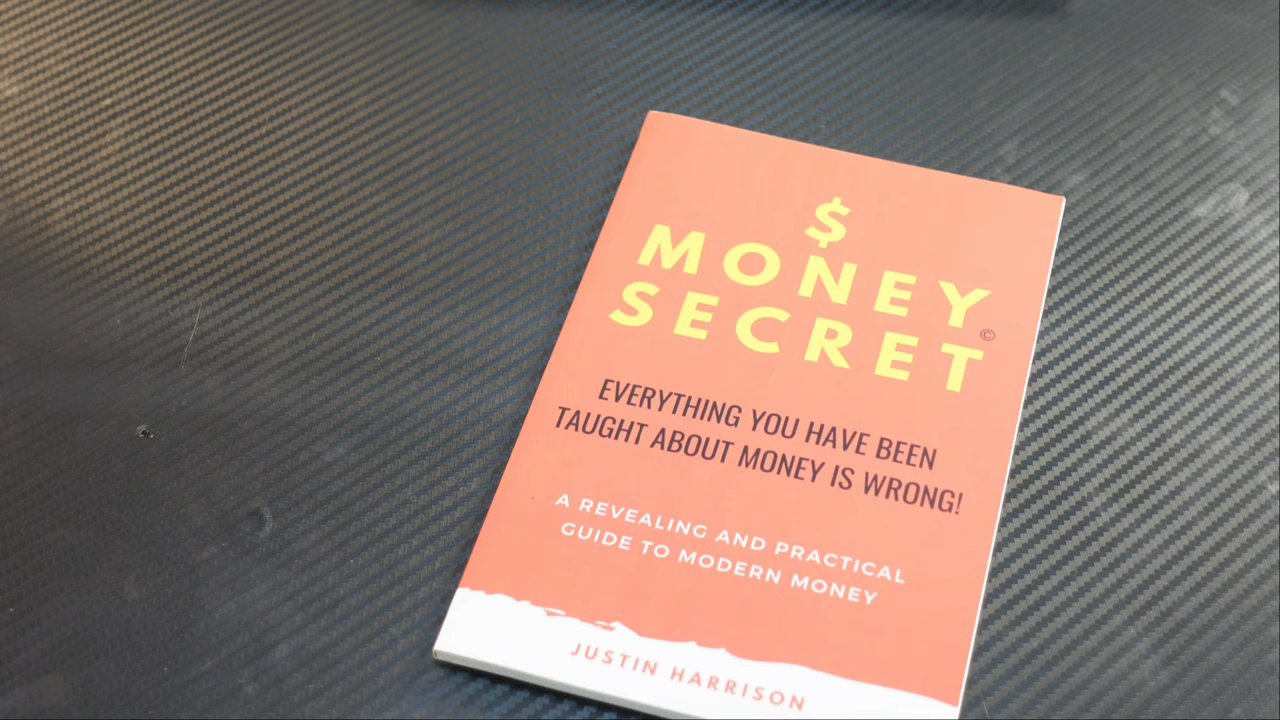 $
MONEY
SECRET©
EVERYTHING YOU HAVE BEEN
TAUGHT ABOUT MONEY IS WRONG!
A REVEALING AND PRACTICAL
GUIDE TO MODERN MONEY
JUSTIN HARRISON